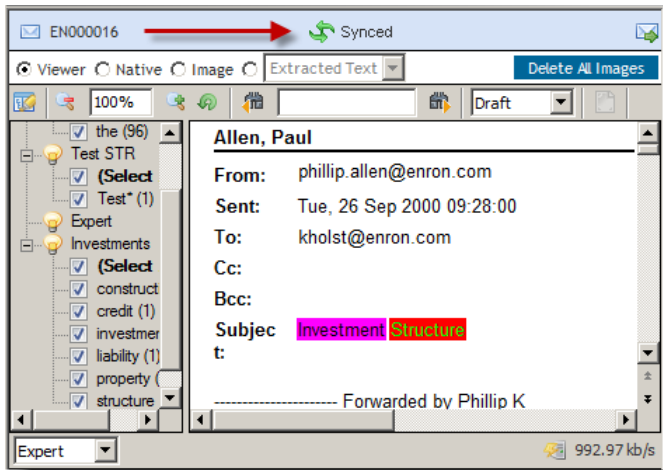 EN000016 Synced
Viewer Native Image Extracted Text Delete All Images
100% Draft
the (96)
Test STR
(Select
Test* (1)
Expert
Investments
(Select
construct
credit (1)
investmer
liability (1)
property (
structure
Allen, Paul
From: phillip.allen@enron.com
Sent: Tue, 26 Sep 2000 09:28:00
To: kholst@enron.com
Cc:
Bcc:
Subjec Investment Structure
t:
---------------------- Forwarded by Phillip K
Expert 992.97 kb/s